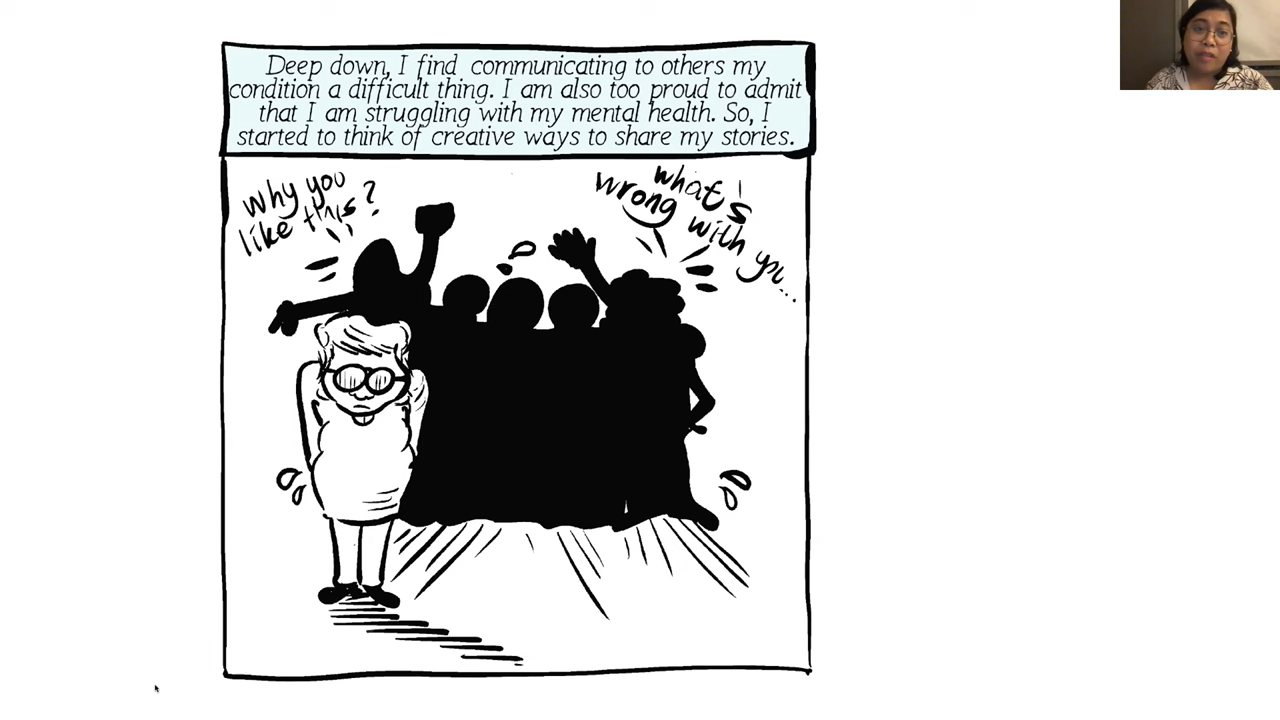 Deep down, I find communicating to others my
condition a difficult thing. I am also too proud to admit
that I am struggling with my mental health. So, I
started to think of creative ways to share my stories.
why you
like this?
what's
wrong with you...